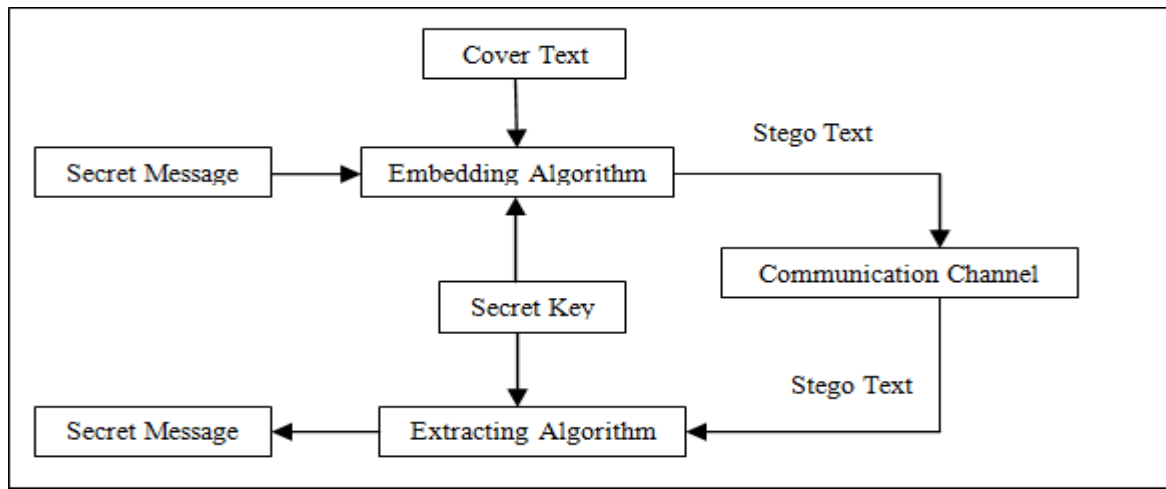 Cover Text
Stego Text
Secret Message
Embedding Algorithm
Communication Channel
Secret Key
Stego Text
Secret Message
Extracting Algorithm